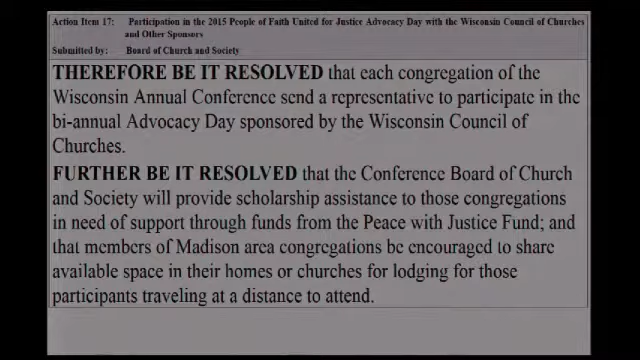 Action Item 17: Participation in the 2015 People of Faith United for Justice Advocacy Day with the Wisconsin Council of Churches
and Other Sponsors
Submitted by: Board of Church and Society
THEREFORE BE IT RESOLVED that each congregation of the
Wisconsin Annual Conference send a representative to participate in the
bi-annual Advocacy Day sponsored by the Wisconsin Council of
Churches.
FURTHER BE IT RESOLVED that the Conference Board of Church
and Society will provide scholarship assistance to those congregations
in need of support through funds from the Peace with Justice Fund; and
that members of Madison area congregations be encouraged to share
available space in their homes or churches for lodging for those
participants traveling at a distance to attend.